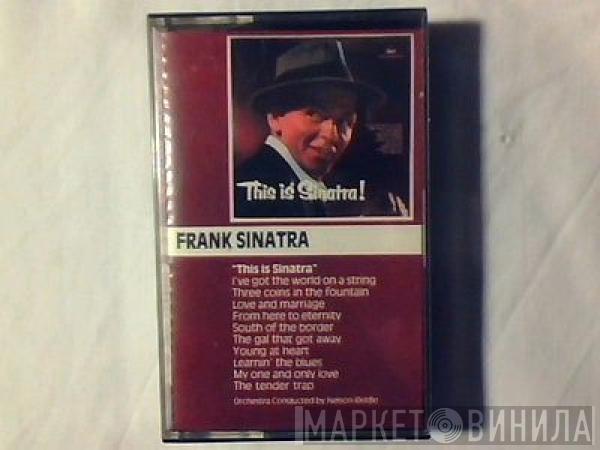 This is Sinatra!
FRANK SINATRA
"This is Sinatra"
I've got the world on a string
Three coins in the fountain
Love and marriage
From here to eternity
South of the border
The gal that got away
Young at heart
Learnin' the blues
My one and only love
The tender trap
Orchestra Conducted by Nelson Riddle
МАРКЕТ ВИНИЛА